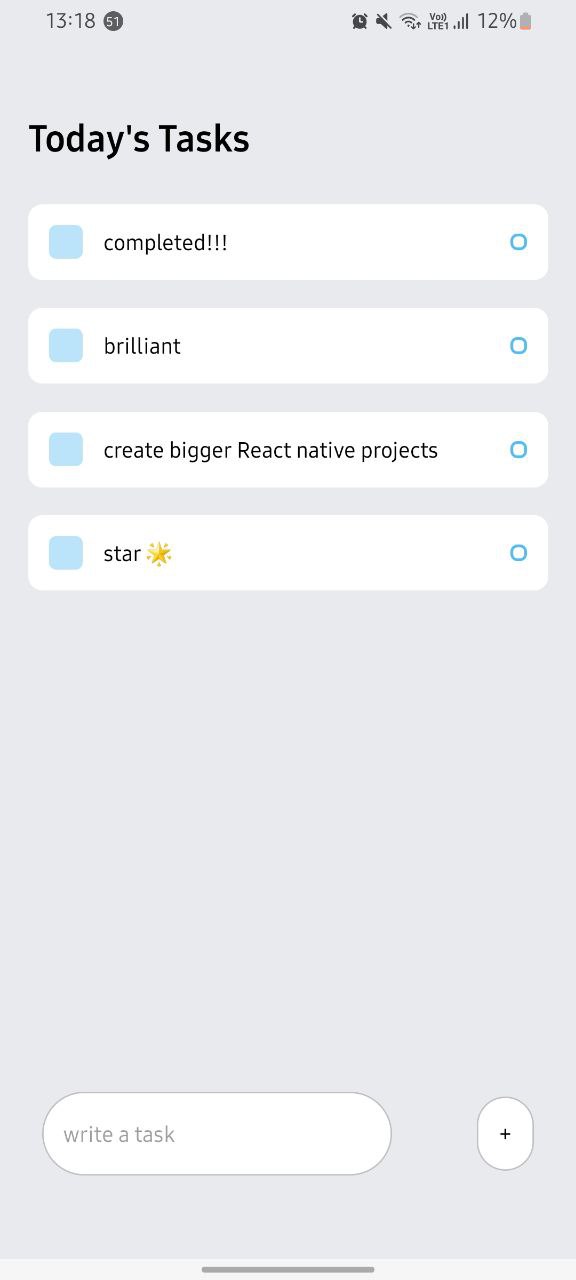 13:18 51 Vo)) LTE1 12%
Today's Tasks
completed!!!
brilliant
create bigger React native projects
star 🌟
write a task
+